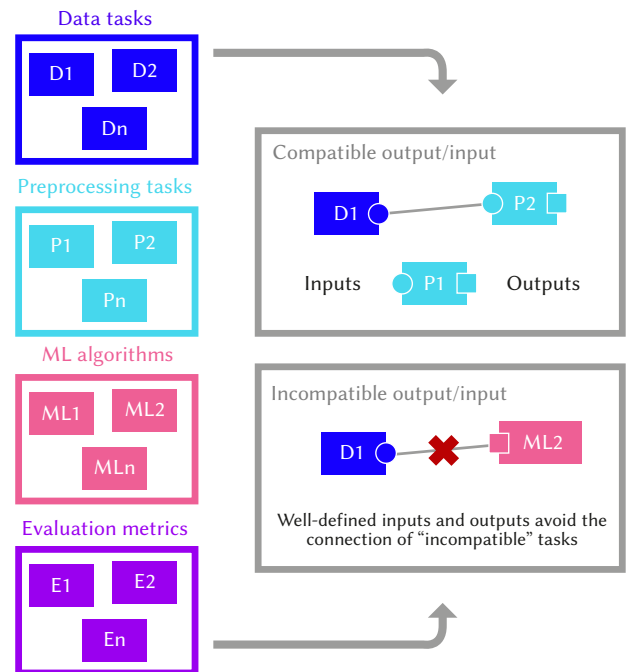 Data tasks
D1
D2
Dn
Preprocessing tasks
P1
P2
Pn
ML algorithms
ML1
ML2
MLn
Evaluation metrics
E1
E2
En
Compatible output/input
D1
P2
Inputs
P1
Outputs
Incompatible output/input
D1
ML2
Well-defined inputs and outputs avoid the
connection of “incompatible” tasks